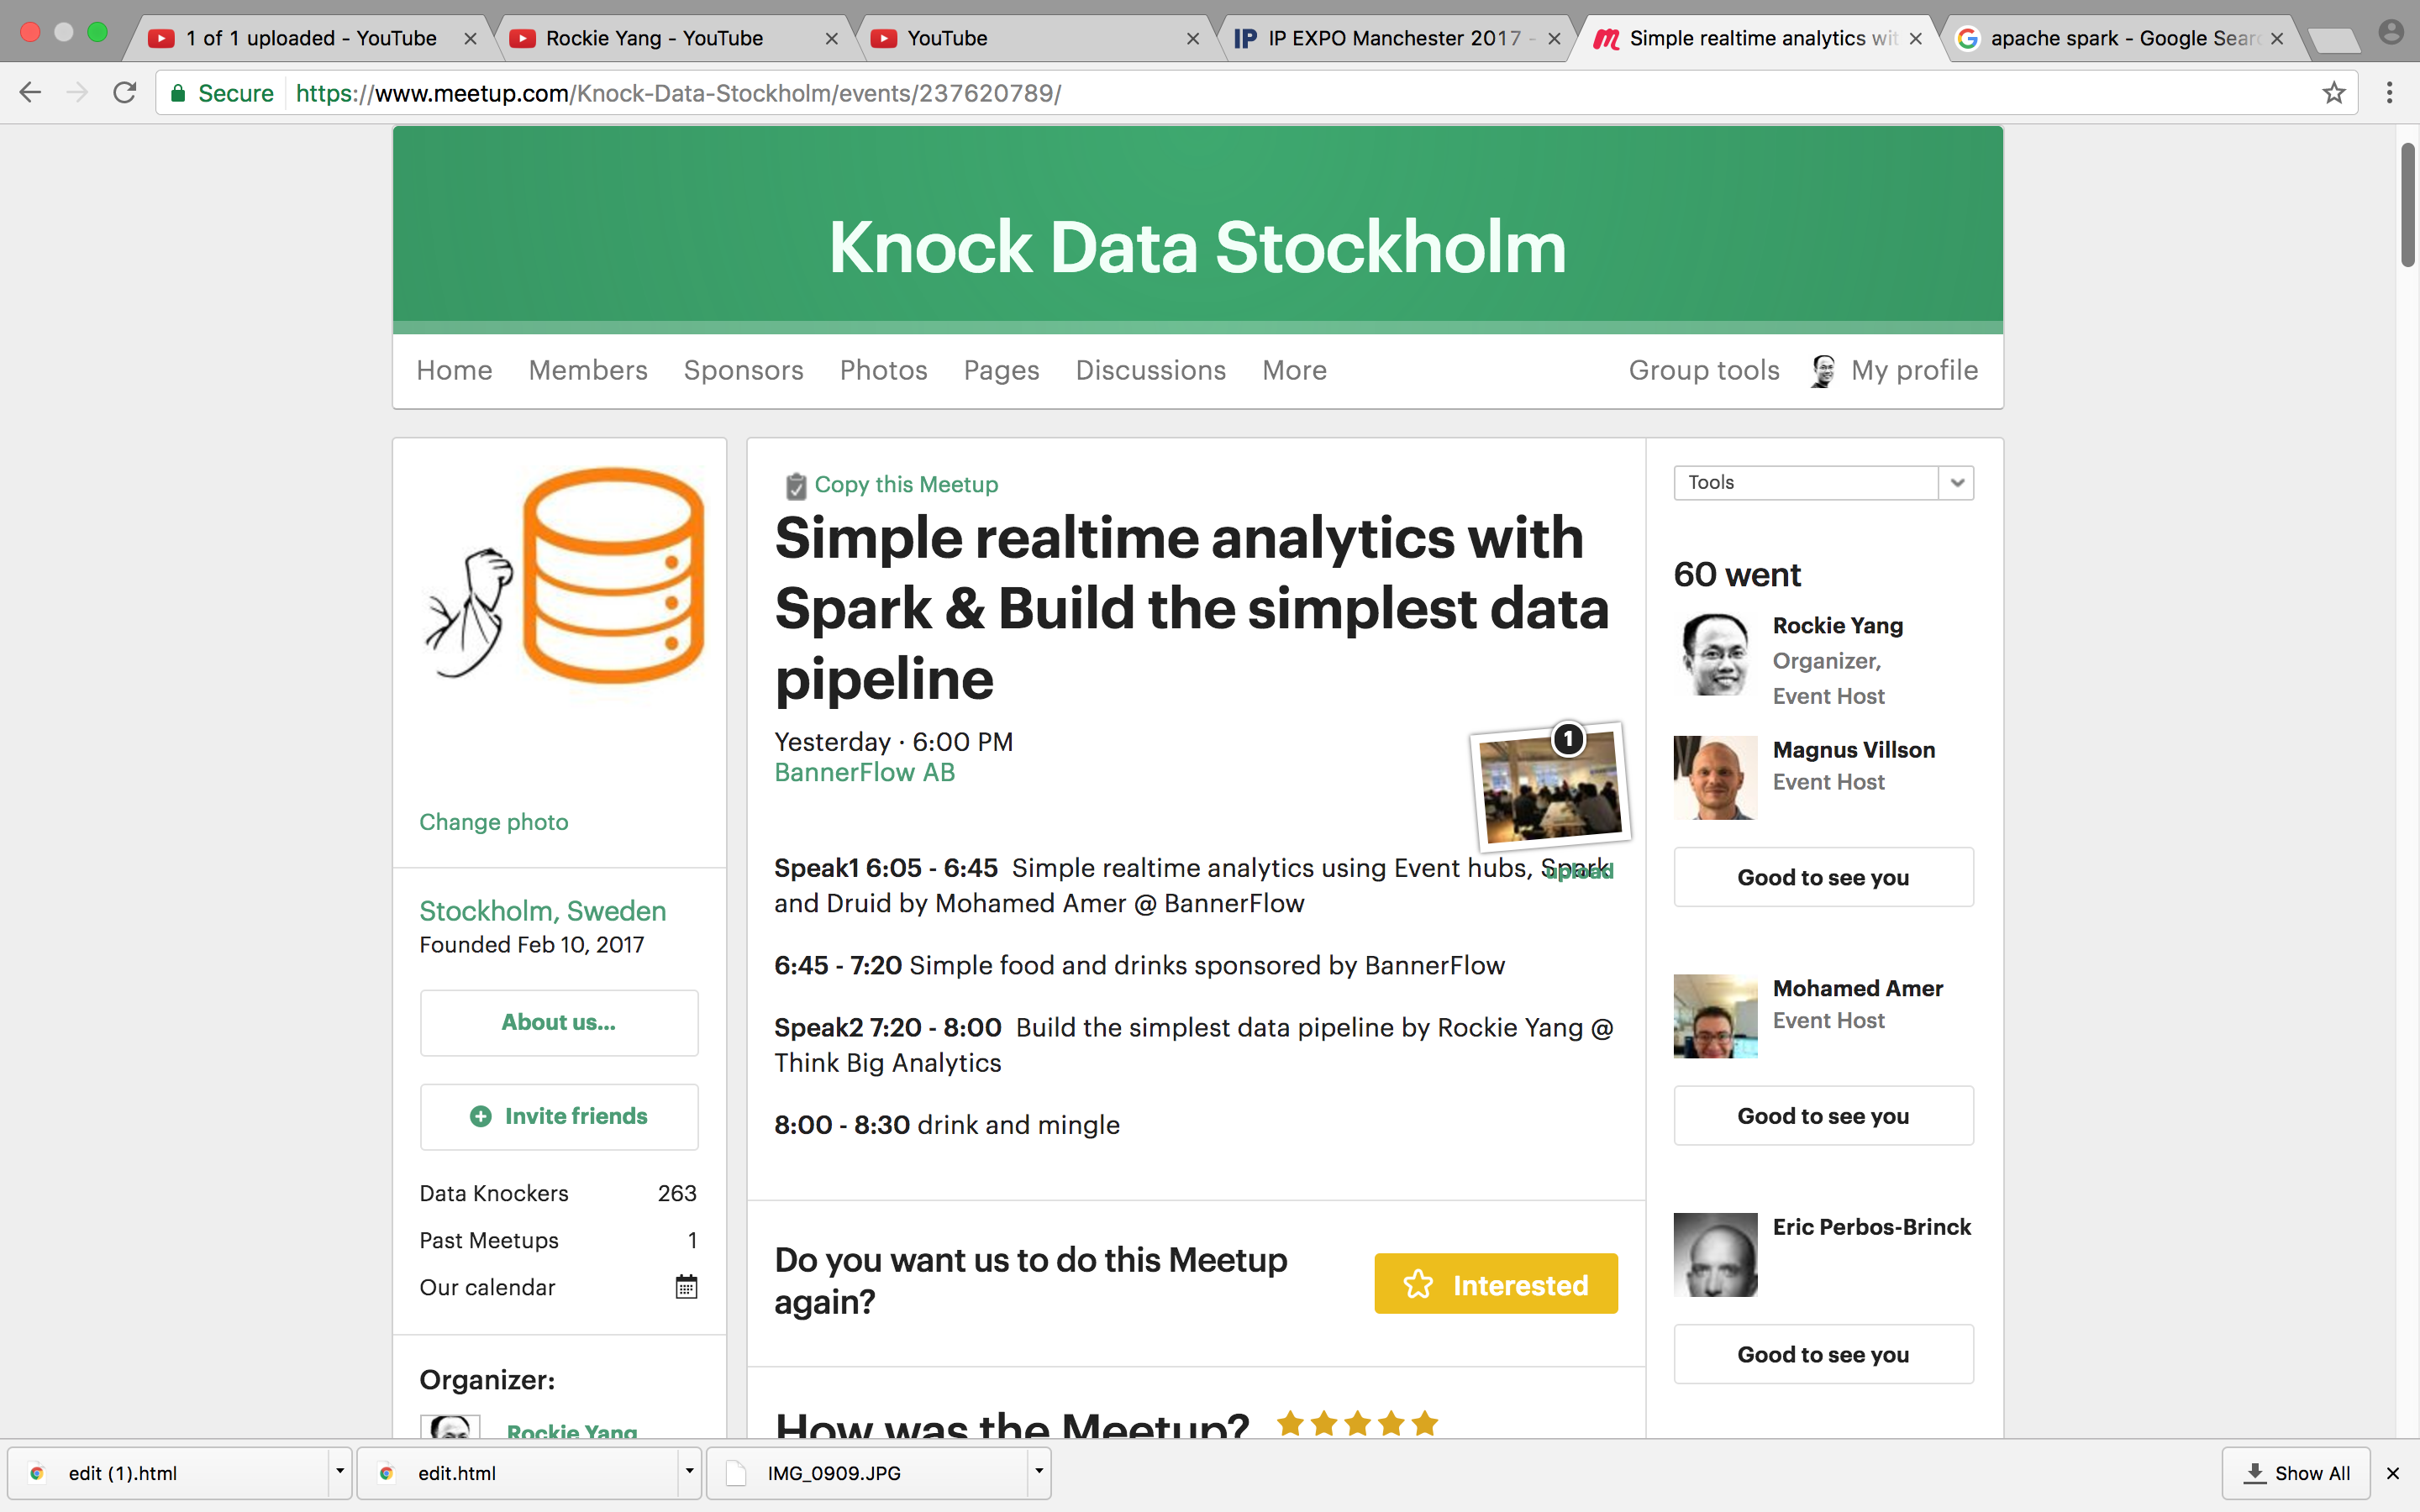 1 of 1 uploaded - YouTube
Rockie Yang - YouTube
YouTube
IP EXPO Manchester 2017 -
Simple realtime analytics wit
apache spark - Google Sear
Secure
https://www.meetup.com/Knock-Data-Stockholm/events/237620789/
Knock Data Stockholm
Home
Members
Sponsors
Photos
Pages
Discussions
More
Group tools
My profile
Change photo
Stockholm, Sweden
Founded Feb 10, 2017
About us...
Invite friends
Data Knockers 263
Past Meetups 1
Our calendar
Organizer:
Rockie Yang
Copy this Meetup
Simple realtime analytics with
Spark & Build the simplest data
pipeline
Yesterday · 6:00 PM
BannerFlow AB
1
upload
Speak1 6:05 - 6:45 Simple realtime analytics using Event hubs, Spark
and Druid by Mohamed Amer @ BannerFlow
6:45 - 7:20 Simple food and drinks sponsored by BannerFlow
Speak2 7:20 - 8:00 Build the simplest data pipeline by Rockie Yang @
Think Big Analytics
8:00 - 8:30 drink and mingle
Do you want us to do this Meetup
again?
Interested
How was the Meetup?
Tools
60 went
Rockie Yang
Organizer,
Event Host
Magnus Villson
Event Host
Good to see you
Mohamed Amer
Event Host
Good to see you
Eric Perbos-Brinck
Good to see you
edit (1).html
edit.html
IMG_0909.JPG
Show All